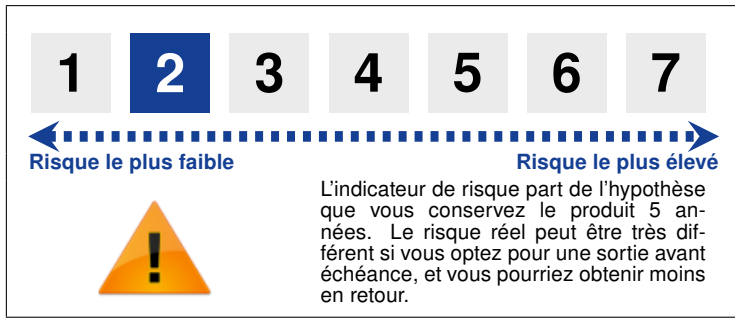 1 2 3 4 5 6 7
Risque le plus faible Risque le plus élevé
L'indicateur de risque part de l'hypothèse
que vous conservez le produit 5 an-
nées. Le risque réel peut être très dif-
férent si vous optez pour une sortie avant
échéance, et vous pourriez obtenir moins
en retour.
!